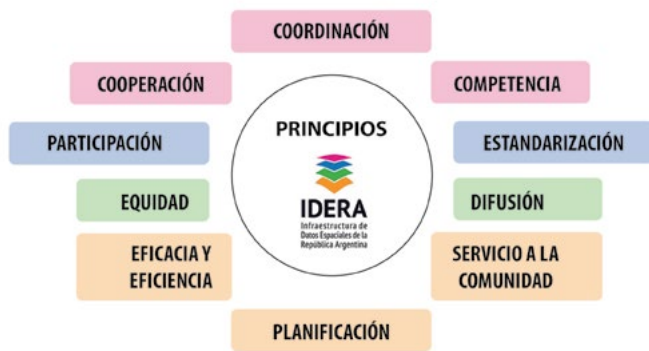 COORDINACIÓN
COOPERACIÓN
COMPETENCIA
PRINCIPIOS
PARTICIPACIÓN
ESTANDARIZACIÓN
EQUIDAD
IDERA
Infraestructura de
Datos Espaciales de la
República Argentina
DIFUSIÓN
EFICACIA Y
EFICIENCIA
SERVICIO A LA
COMUNIDAD
PLANIFICACIÓN